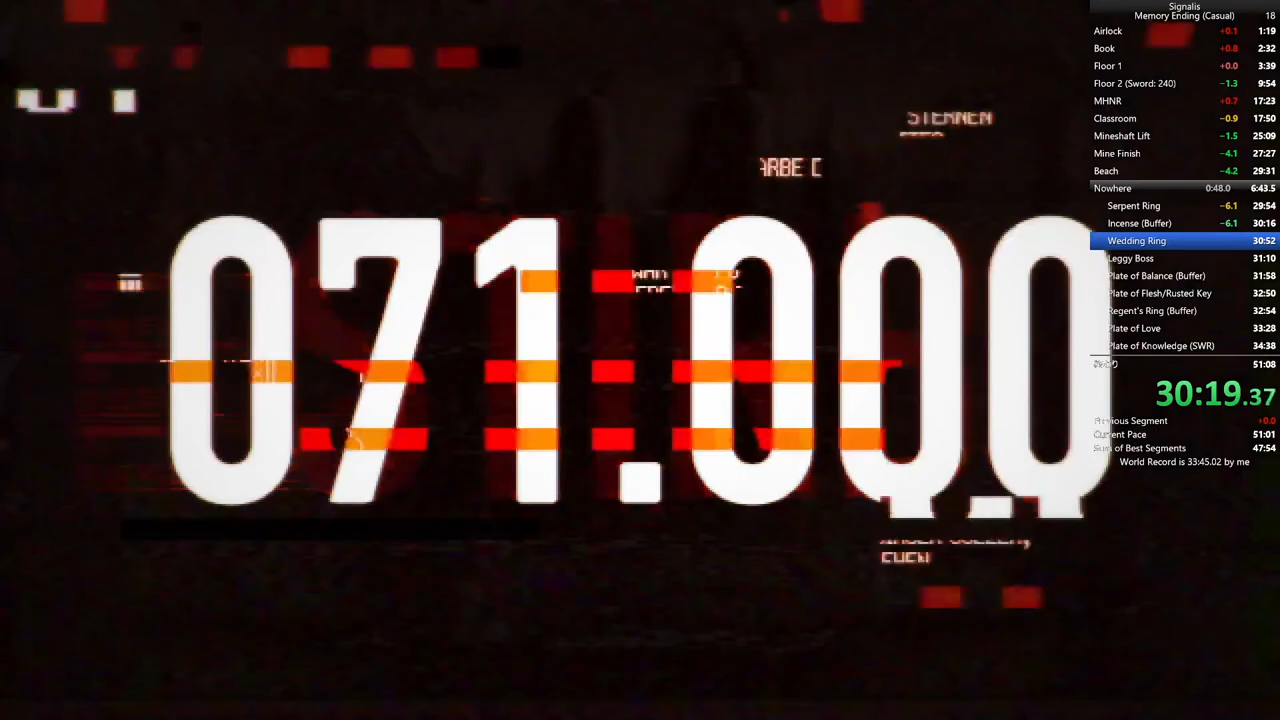 Signalis
Memory Ending (Casual) 18
Airlock +0.1 1:19
Book +0.8 2:32
Floor 1 +0.0 3:39
Floor 2 (Sword: 240) −1.3 9:54
MHNR +0.7 17:23
Classroom −0.9 17:50
Mineshaft Lift −1.5 25:09
Mine Finish −4.1 27:27
Beach −4.2 29:31
Nowhere 0:48.0 6:43.5
Serpent Ring −6.1 29:54
Incense (Buffer) −6.1 30:16
Wedding Ring 30:52
Leggy Boss 31:10
Plate of Balance (Buffer) 31:58
Plate of Flesh/Rusted Key 32:50
Regent's Ring (Buffer) 32:54
Plate of Love 33:28
Plate of Knowledge (SWR) 34:38
51:08
30:19.37
Previous Segment +0.0
Current Pace 51:01
Sum of Best Segments 47:54
World Record is 33:45.02 by me
STERNEN
ARBE
071.000
EUEN